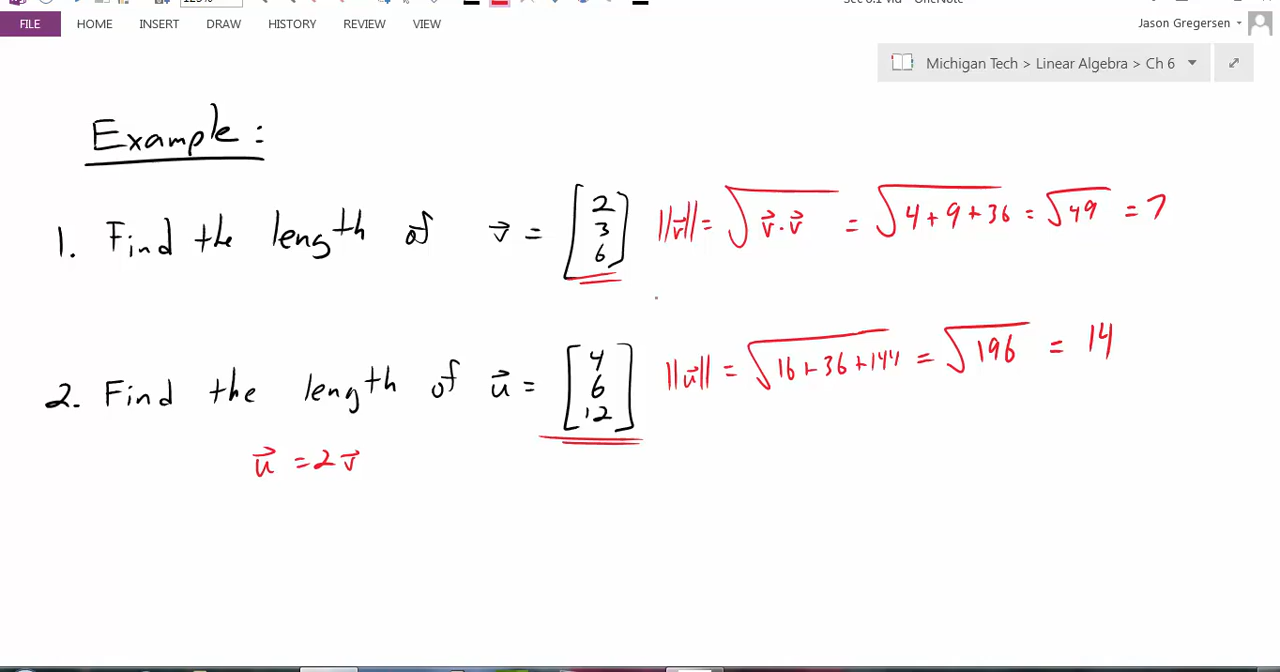 FILE HOME INSERT DRAW HISTORY REVIEW VIEW Jason Gregersen
Michigan Tech > Linear Algebra > Ch 6
Example:
1. Find the length of v⃗ = [2 3 6] ||v⃗|| = √(v⃗·v⃗) = √(4+9+36) = √49 = 7
2. Find the length of u⃗ = [4 6 12] ||u⃗|| = √(16+36+144) = √196 = 14
u⃗ = 2v⃗